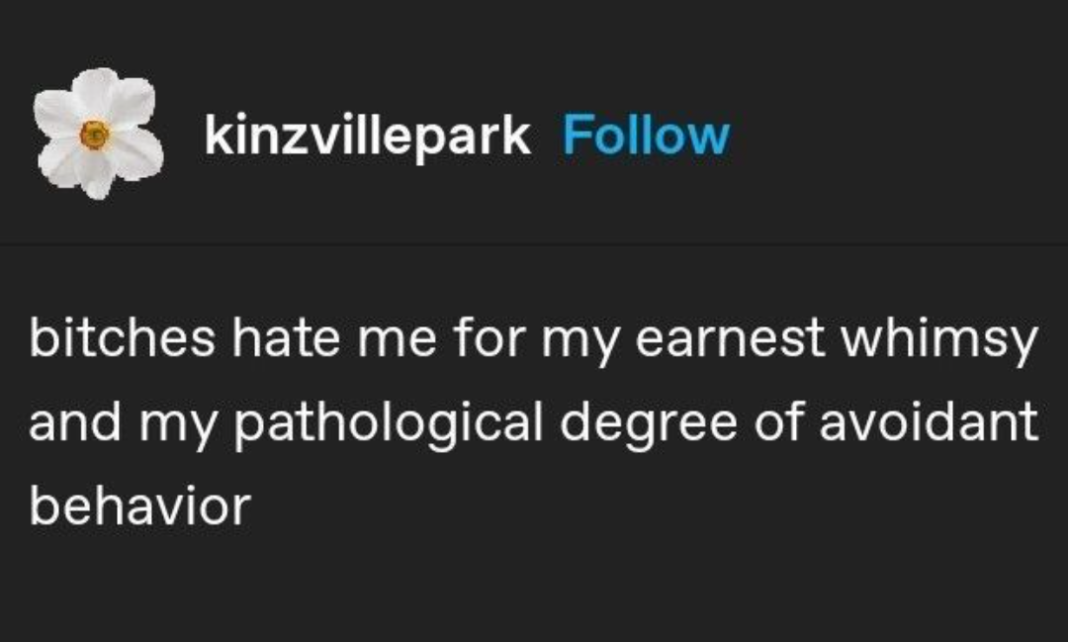 kinzvillepark Follow
bitches hate me for my earnest whimsy
and my pathological degree of avoidant
behavior